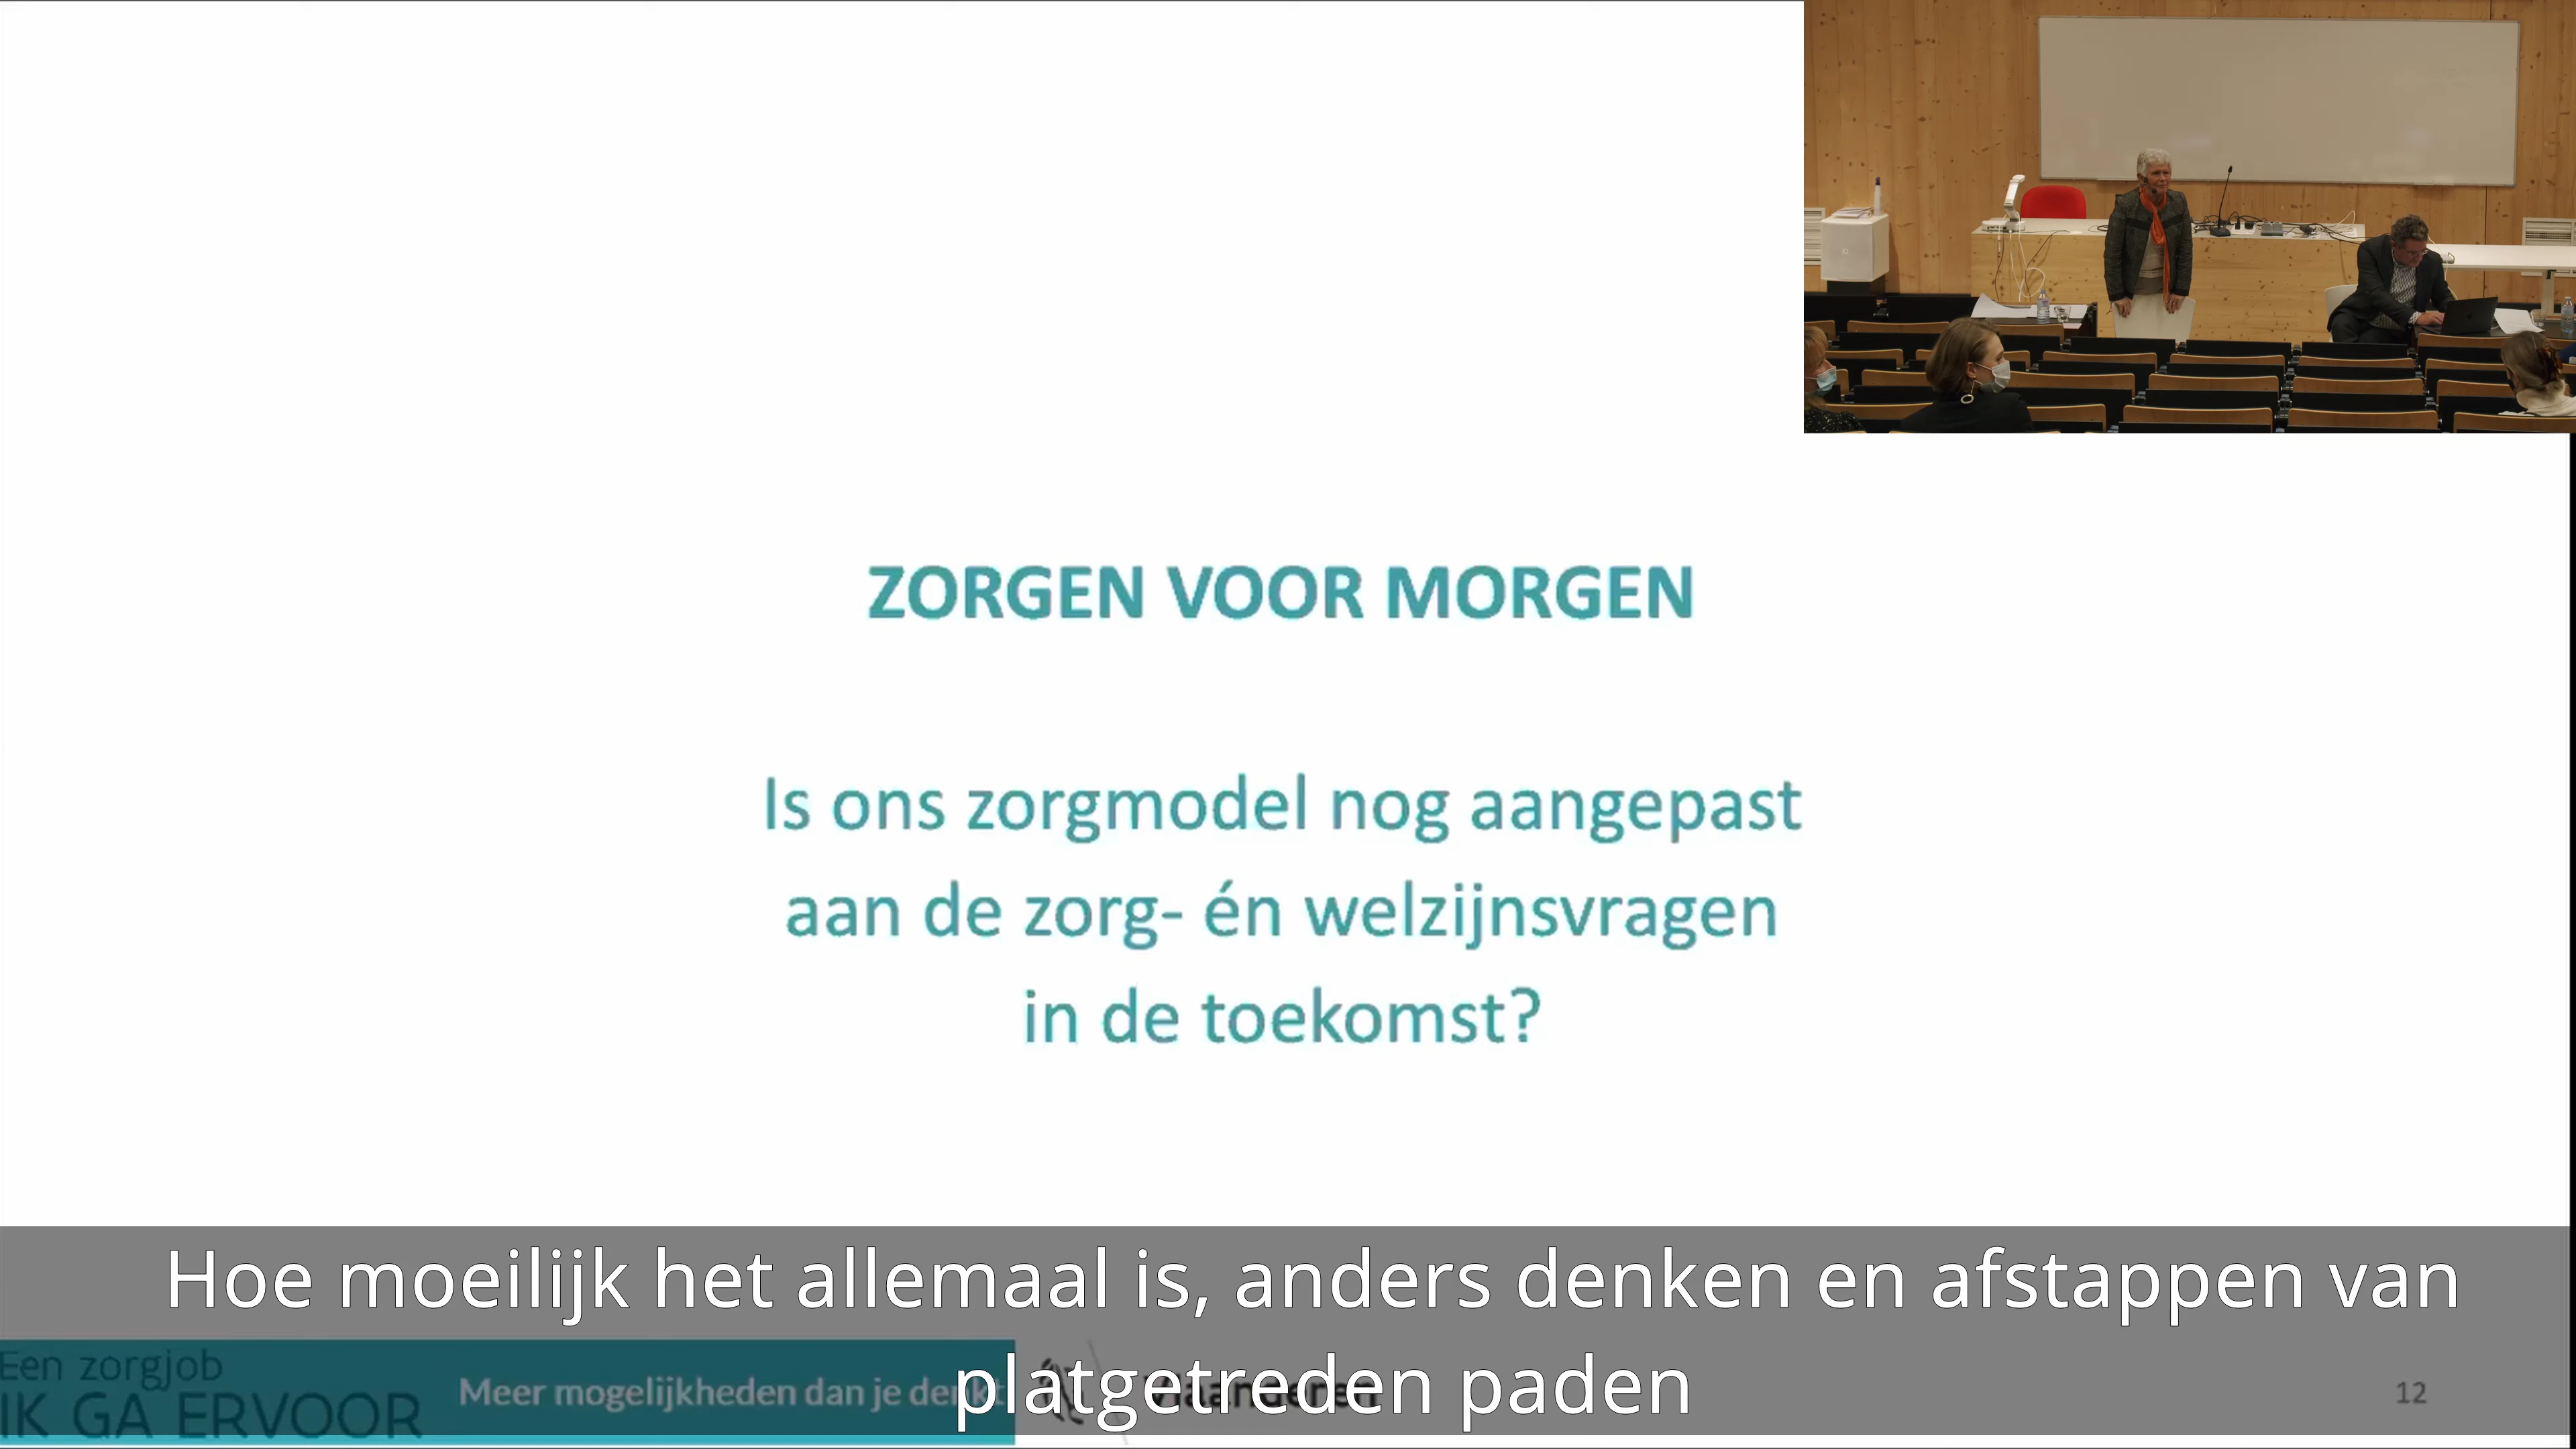 ZORGEN VOOR MORGEN
Is ons zorgmodel nog aangepast
aan de zorg- én welzijnsvragen
in de toekomst?
Hoe moeilijk het allemaal is, anders denken en afstappen van
platgetreden paden
Een zorgjob
IK GA ERVOOR
Meer mogelijkheden dan je denkt
Vlaanderen
12